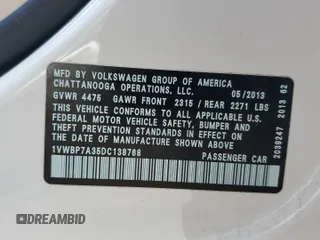 MFD BY VOLKSWAGEN GROUP OF AMERICA
CHATTANOOGA OPERATIONS, LLC. 05/2013
GVWR 4475 GAWR FRONT 2315 / REAR 2271 LBS
THIS VEHICLE CONFORMS TO ALL APPLICABLE U.S.
FEDERAL MOTOR VEHICLE SAFETY, BUMPER, AND
THEFT PREVENTION STANDARDS IN EFFECT ON THE
DATE OF MANUFACTURE SHOWN ABOVE.
1VWBP7A35DC138768 PASSENGER CAR
2039247 2013 62
DREAMBID